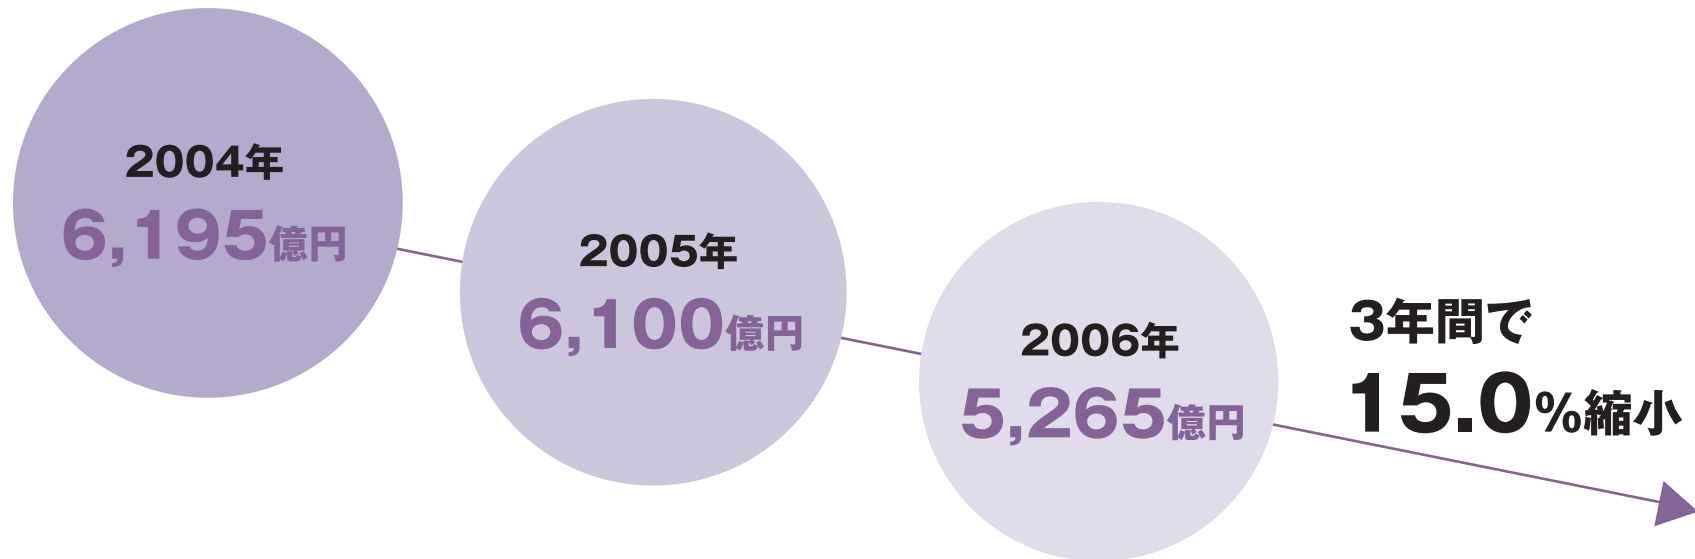 2004年
6,195億円
2005年
6,100億円
2006年
5,265億円
3年間で
15.0%縮小